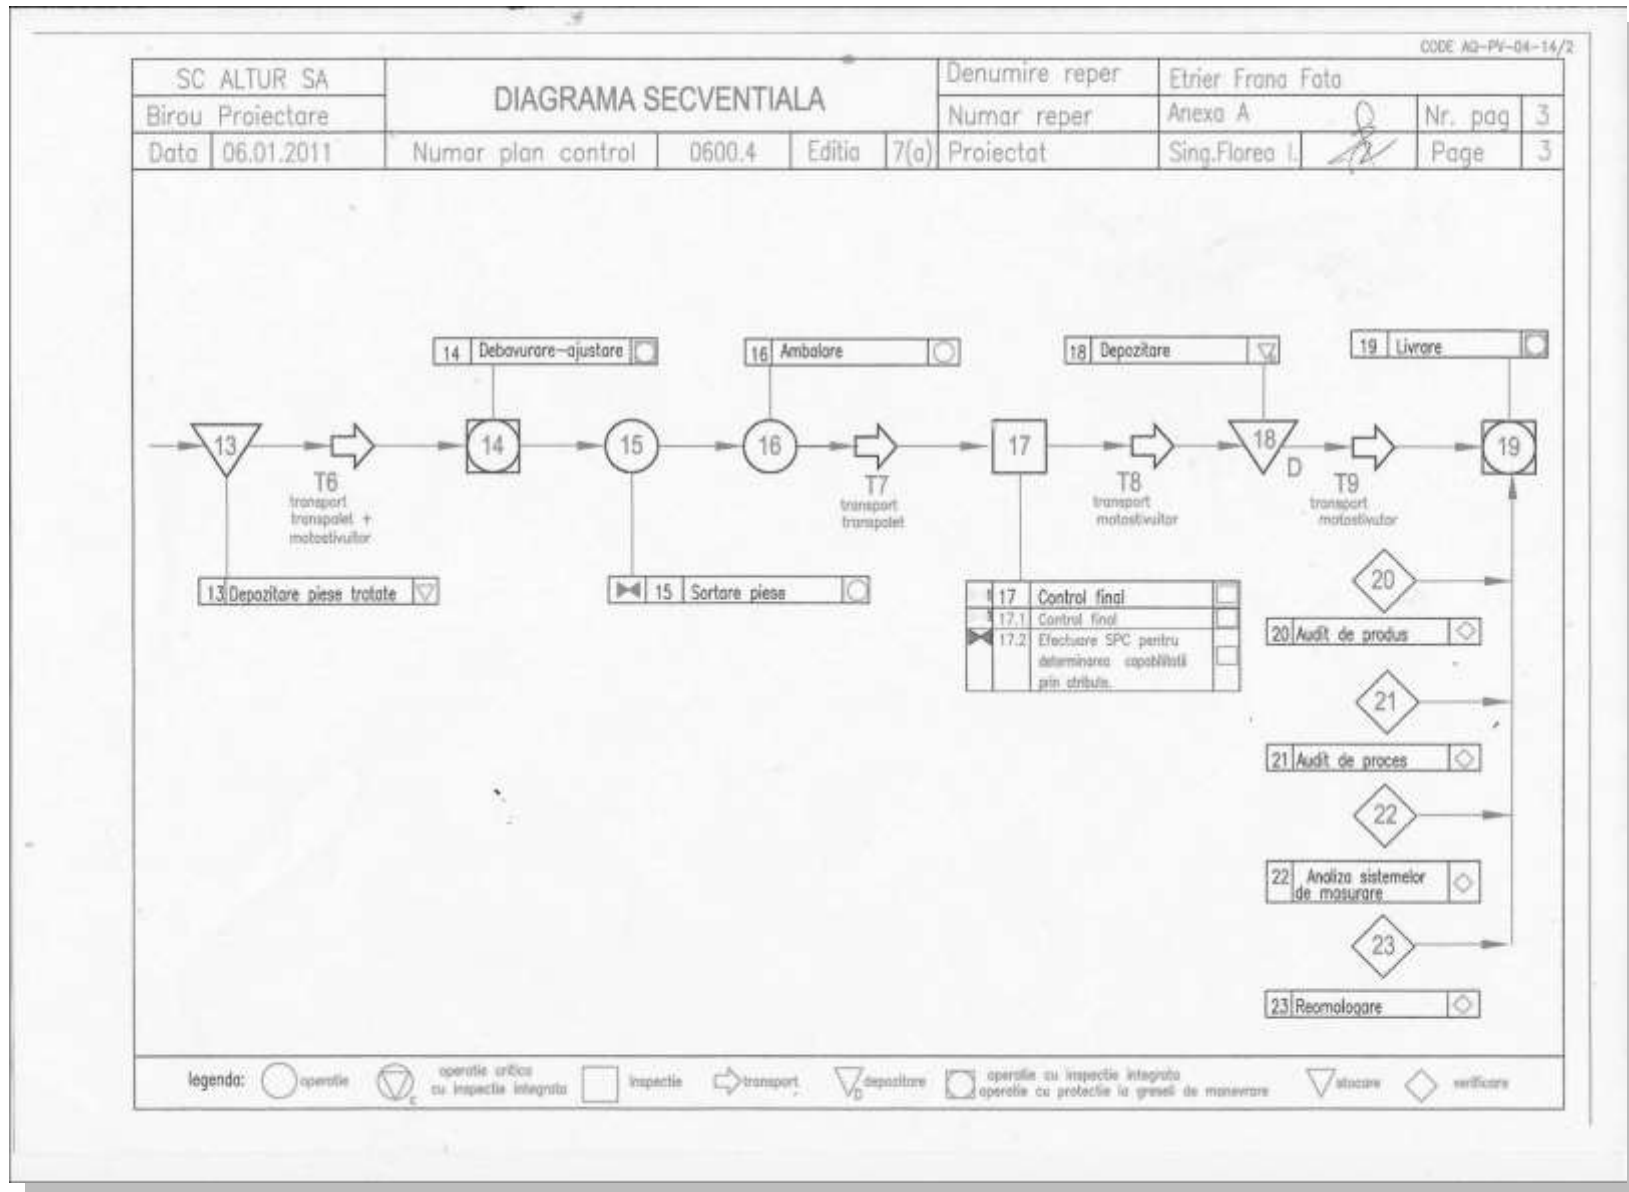 CODE AQ-PV-04-14/2
SC ALTUR SA
DIAGRAMA SECVENTIALA
Denumire reper
Etrier Frana Fata
Birou Proiectare
Numar reper
Anexa A
Nr. pag
3
Data
06.01.2011
Numar plan control
0600.4
Editia
7(a)
Proiectat
Sing.Florea I.
Page
3
14 Debavurare-ajustare
16 Ambalare
18 Depozitare
19 Livrare
13
14
15
16
17
18
D
19
T6
transport
transpalet +
motostivuitor
T7
transport
transpalet
T8
transport
motostivuitor
T9
transport
motostivutor
13 Depozitare piese tratate
15 Sortare piese
17 Control final
17.1 Control final
17.2 Efectuare SPC pentru
determinarea capabilitatii
prin atribute.
20
20 Audit de produs
21
21 Audit de proces
22
22 Analiza sistemelor
de masurare
23
23 Reomologare
legenda:
operatie
C
operatie critica
cu inspectie integrata
inspectie
transport
D
depozitare
operatie cu inspectie integrata
operatie cu protectie la greseli de manevrare
stocare
verificare